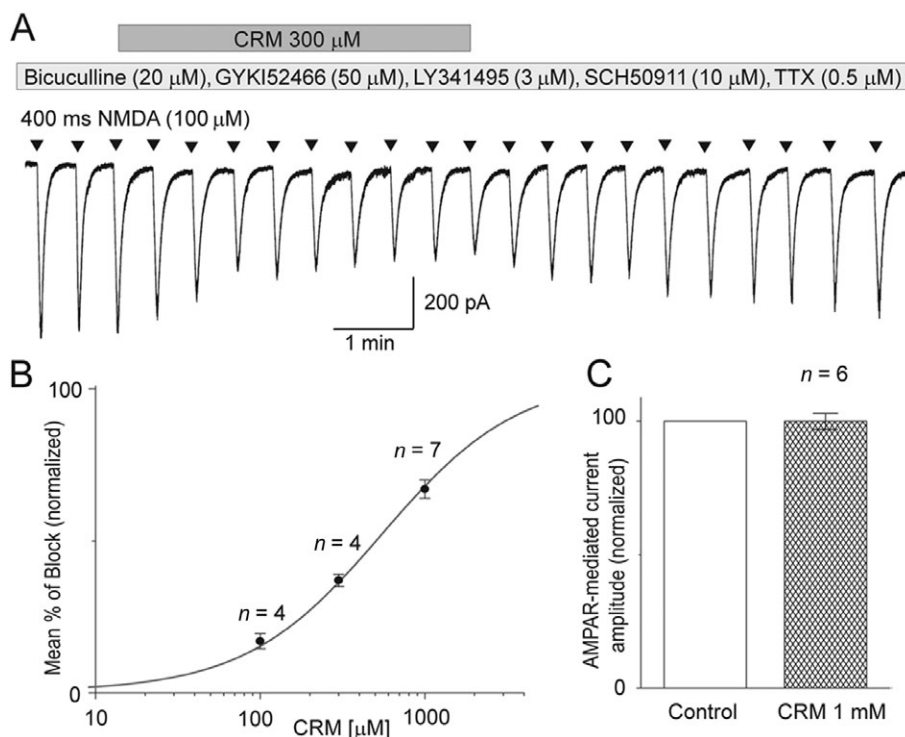 A
CRM 300 μM
Bicuculline (20 μM), GYKI52466 (50 μM), LY341495 (3 μM), SCH50911 (10 μM), TTX (0.5 μM)
400 ms NMDA (100 μM)
200 pA
1 min
B
Mean % of Block (normalized)
100
0
n = 4
n = 4
n = 7
10
100
1000
CRM [μM]
C
n = 6
AMPAR-mediated current
amplitude (normalized)
100
0
Control
CRM 1 mM